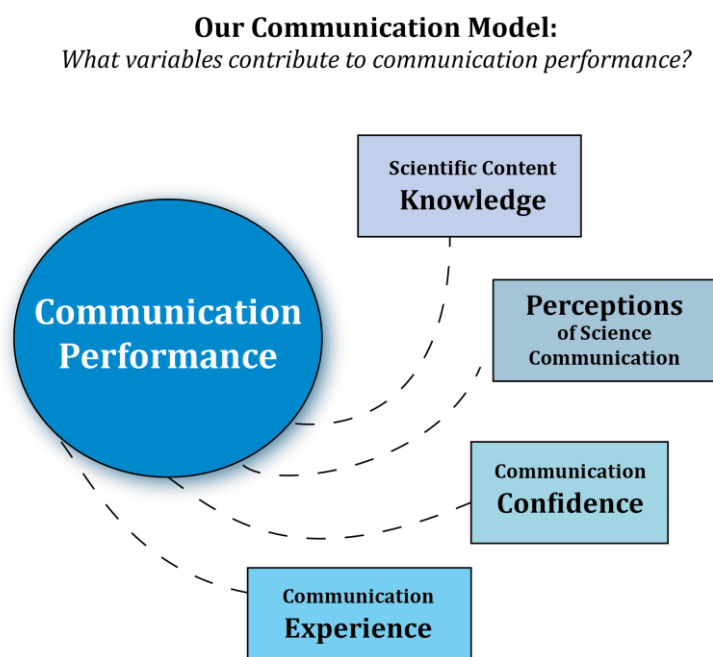 Our Communication Model:
What variables contribute to communication performance?
Scientific Content
Knowledge
Communication
Performance
Perceptions
of Science
Communication
Communication
Confidence
Communication
Experience